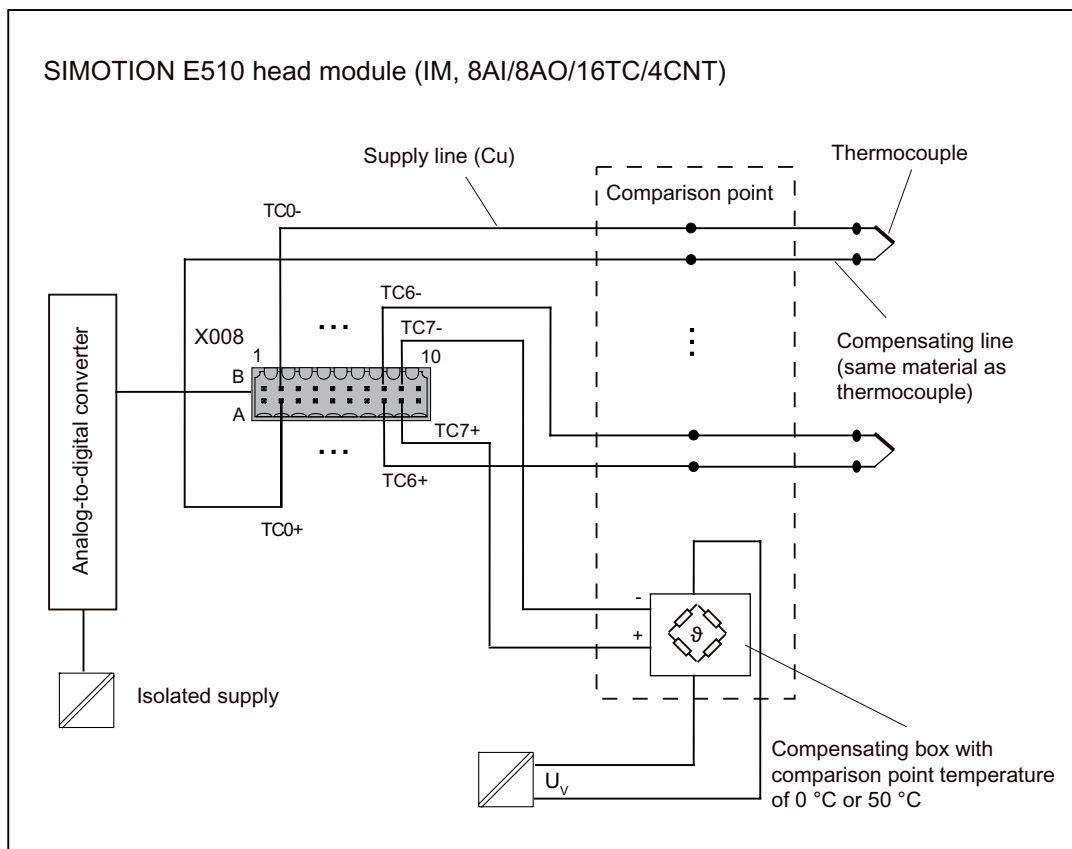 SIMOTION E510 head module (IM, 8AI/8AO/16TC/4CNT)
Supply line (Cu)
Thermocouple
Comparison point
TC0-
TC6-
...
TC7-
X008
1
10
B
A
Compensating line
(same material as
thermocouple)
TC7+
...
TC6+
TC0+
Analog-to-digital converter
-
+
ϑ
Isolated supply
Compensating box with
comparison point temperature
of 0 °C or 50 °C
UV